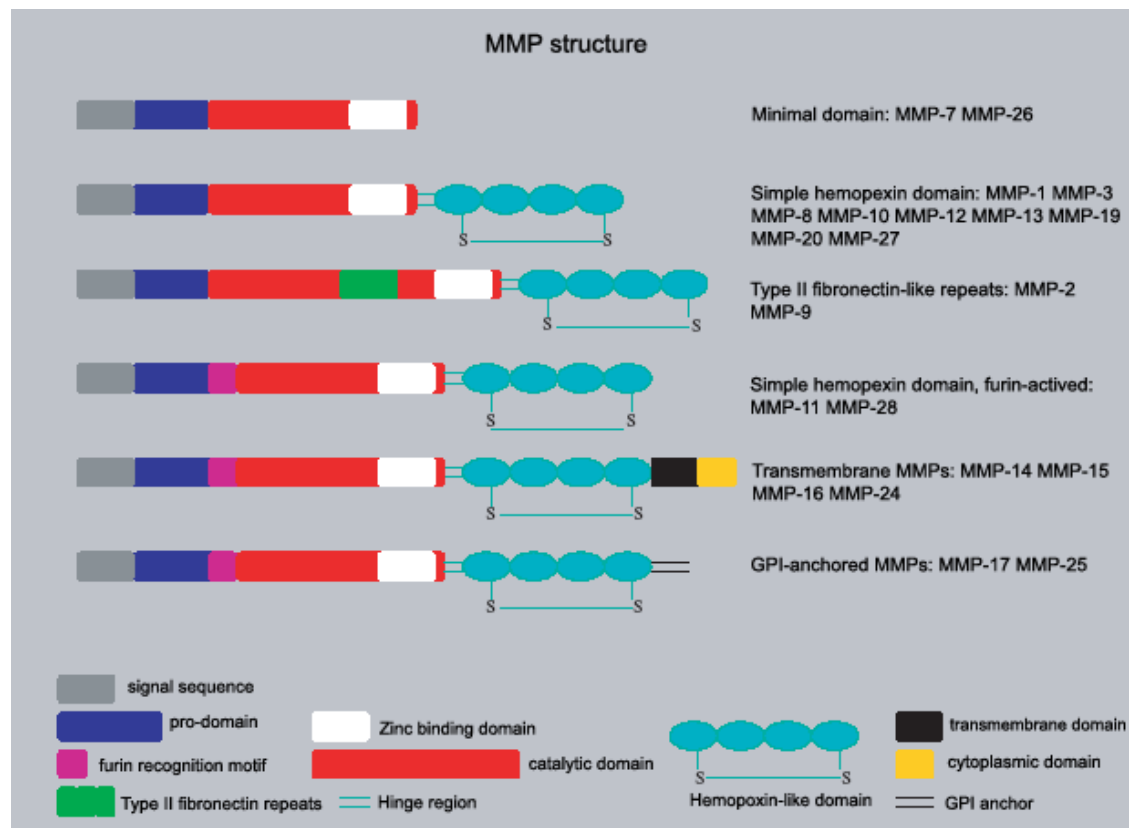 MMP structure
Minimal domain: MMP-7 MMP-26
Simple hemopexin domain: MMP-1 MMP-3
MMP-8 MMP-10 MMP-12 MMP-13 MMP-19
MMP-20 MMP-27
S S
Type II fibronectin-like repeats: MMP-2
MMP-9
S S
Simple hemopexin domain, furin-actived:
MMP-11 MMP-28
S S
Transmembrane MMPs: MMP-14 MMP-15
MMP-16 MMP-24
S S
GPI-anchored MMPs: MMP-17 MMP-25
S S
signal sequence
pro-domain
Zinc binding domain
transmembrane domain
furin recognition motif
catalytic domain
S S
cytoplasmic domain
Type II fibronectin repeats
Hinge region
Hemopoxin-like domain
GPI anchor